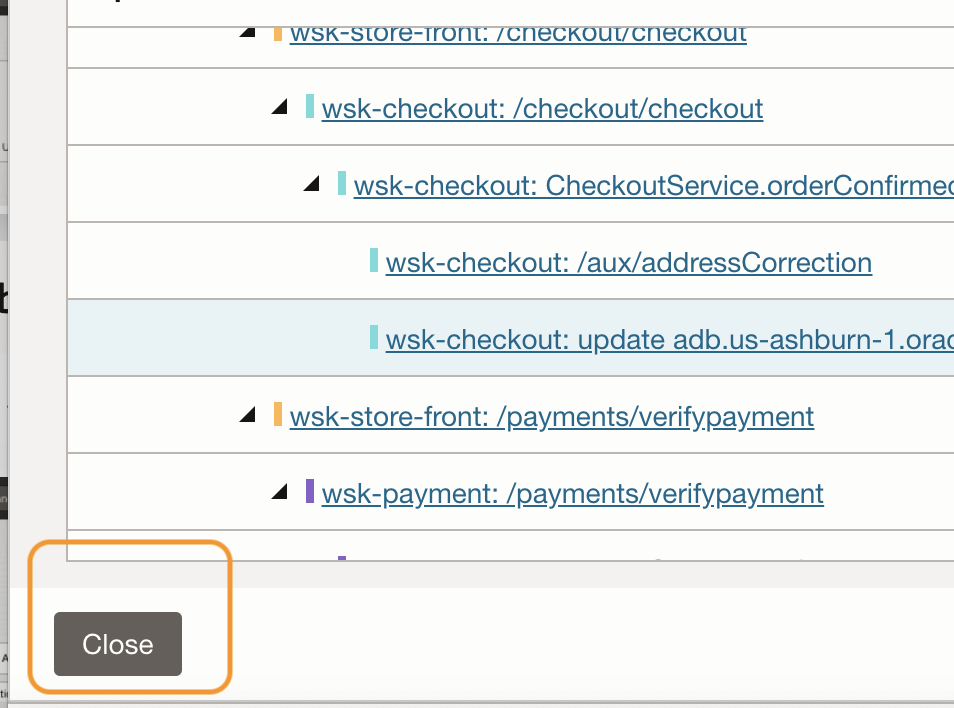 wsk-store-front: /checkout/checkout
wsk-checkout: /checkout/checkout
wsk-checkout: CheckoutService.orderConfirmed
wsk-checkout: /aux/addressCorrection
wsk-checkout: update adb.us-ashburn-1.orac
wsk-store-front: /payments/verifypayment
wsk-payment: /payments/verifypayment
Close